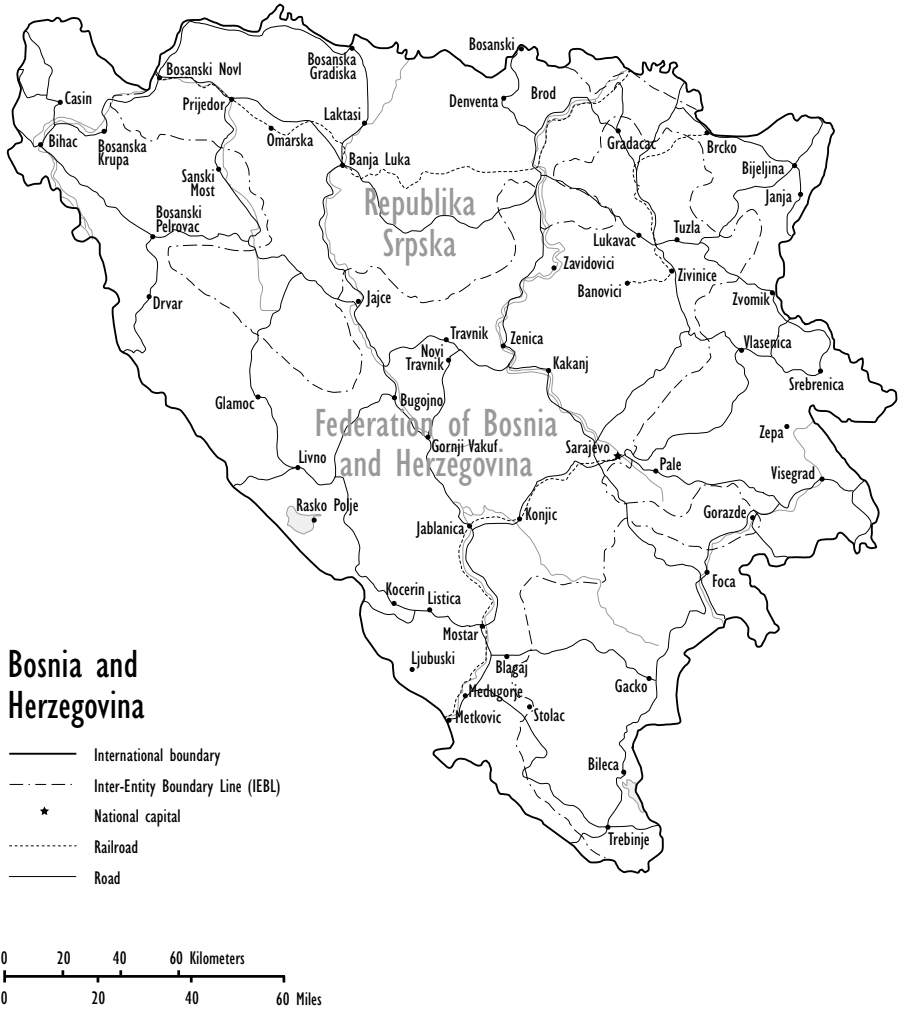 Bosanski
Bosanski Novl
Bosanska
Gradiska
Casin
Prijedor
Denventa
Brod
Laktasi
Bihac
Bosanska
Krupa
Omarska
Gradacac
Brcko
Banja Luka
Bijeljina
Sanski
Most
Janja
Republika
Srpska
Bosanski
Pelrovac
Lukavac
Tuzla
Zavidovici
Zivinice
Banovici
Drvar
Jajce
Zvomik
Travnik
Zenica
Novi
Travnik
Vlasenica
Kakanj
Srebrenica
Glamoc
Bugojno
Federation of Bosnia
and Herzegovina
Gornji Vakuf
Zepa
Sarajevo
Livno
Pale
Visegrad
Rasko Polje
Jablanica
Konjic
Gorazde
Foca
Kocerin
Listica
Mostar
Ljubuski
Blagaj
Gacko
Medugorje
Metkovic
Stolac
Bileca
Trebinje
Bosnia and
Herzegovina
International boundary
Inter-Entity Boundary Line (IEBL)
National capital
Railroad
Road
0 20 40 60 Kilometers
0 20 40 60 Miles